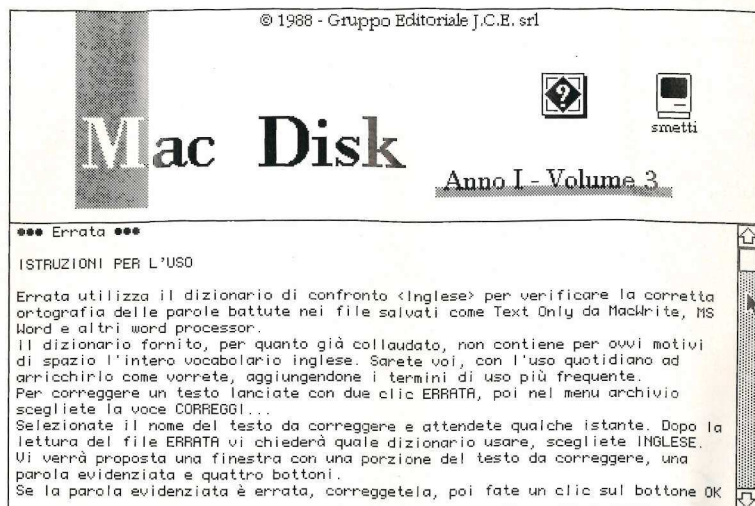 © 1988 - Gruppo Editoriale J.C.E. srl
?
smetti
Mac Disk
Anno I - Volume 3
●●● Errata ●●●
ISTRUZIONI PER L'USO
Errata utilizza il dizionario di confronto <Inglese> per verificare la corretta
ortografia delle parole battute nei file salvati come Text Only da MacWrite, MS
Word e altri word processor.
il dizionario fornito, per quanto già collaudato, non contiene per ovvi motivi
di spazio l'intero vocabolario inglese. Sarete voi, con l'uso quotidiano ad
arricchirlo come vorrete, aggiungendone i termini di uso più frequente.
Per correggere un testo lanciate con due clic ERRATA, poi nel menu archivio
scegliete la voce CORREGGI...
Selezionate il nome del testo da correggere e attendete qualche istante. Dopo la
lettura del file ERRATA vi chiederà quale dizionario usare, scegliete INGLESE.
Vi verrà proposta una finestra con una porzione del testo da correggere, una
parola evidenziata e quattro bottoni.
Se la parola evidenziata è errata, correggetela, poi fate un clic sul bottone OK